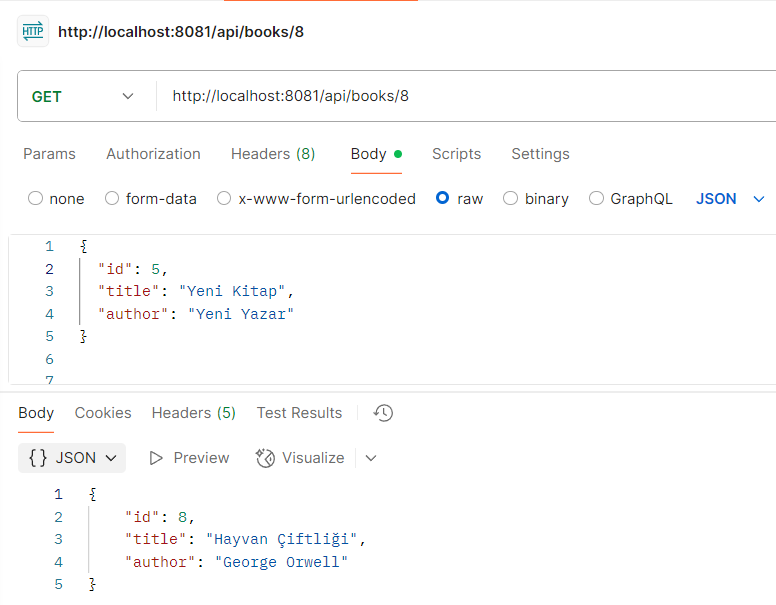 HTTP http://localhost:8081/api/books/8
GET http://localhost:8081/api/books/8
Params Authorization Headers (8) Body Scripts Settings
none form-data x-www-form-urlencoded raw binary GraphQL JSON
1 {
2 "id": 5,
3 "title": "Yeni Kitap",
4 "author": "Yeni Yazar"
5 }
6
7
Body Cookies Headers (5) Test Results
{} JSON Preview Visualize
1 {
2 "id": 8,
3 "title": "Hayvan Çiftliği",
4 "author": "George Orwell"
5 }